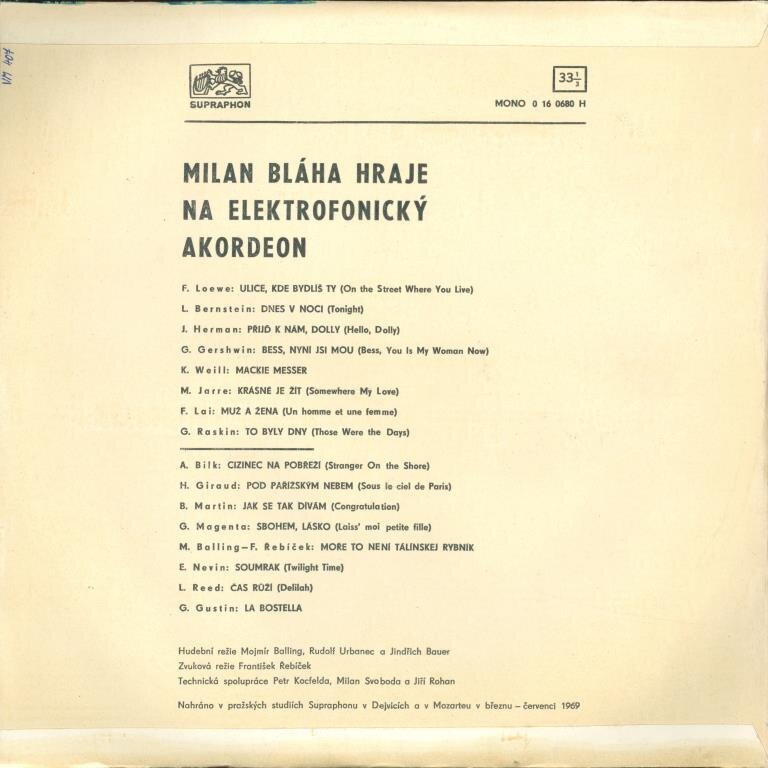 VM 407
SUPRAPHON
33 1/3
MONO 0 16 0680 H
MILAN BLÁHA HRAJE
NA ELEKTROFONICKÝ
AKORDEON
F. Loewe: ULICE, KDE BYDLÍŠ TY (On the Street Where You Live)
L. Bernstein: DNES V NOCI (Tonight)
J. Herman: PŘIJĎ K NÁM, DOLLY (Hello, Dolly)
G. Gershwin: BESS, NYNÍ JSI MOU (Bess, You Is My Woman Now)
K. Weill: MACKIE MESSER
M. Jarre: KRÁSNÉ JE ŽÍT (Somewhere My Love)
F. Lai: MUŽ A ŽENA (Un homme et une femme)
G. Raskin: TO BYLY DNY (Those Were the Days)
A. Bilk: CIZINEC NA POBŘEŽÍ (Stranger On the Shore)
H. Giraud: POD PAŘÍŽSKÝM NEBEM (Sous le ciel de Paris)
B. Martin: JAK SE TAK DÍVÁM (Congratulation)
G. Magenta: SBOHEM, LÁSKO (Laiss' moi petite fille)
M. Balling—F. Řebíček: MOŘE TO NENÍ TÁLÍNSKEJ RYBNÍK
E. Nevin: SOUMRAK (Twilight Time)
L. Reed: ČAS RŮŽÍ (Delilah)
G. Gustin: LA BOSTELLA
Hudební režie Mojmír Balling, Rudolf Urbanec a Jindřich Bauer
Zvuková režie František Řebíček
Technická spolupráce Petr Kocfelda, Milan Svoboda a Jiří Rohan
Nahráno v pražských studiích Supraphonu v Dejvicích a v Mozarteu v březnu – červenci 1969